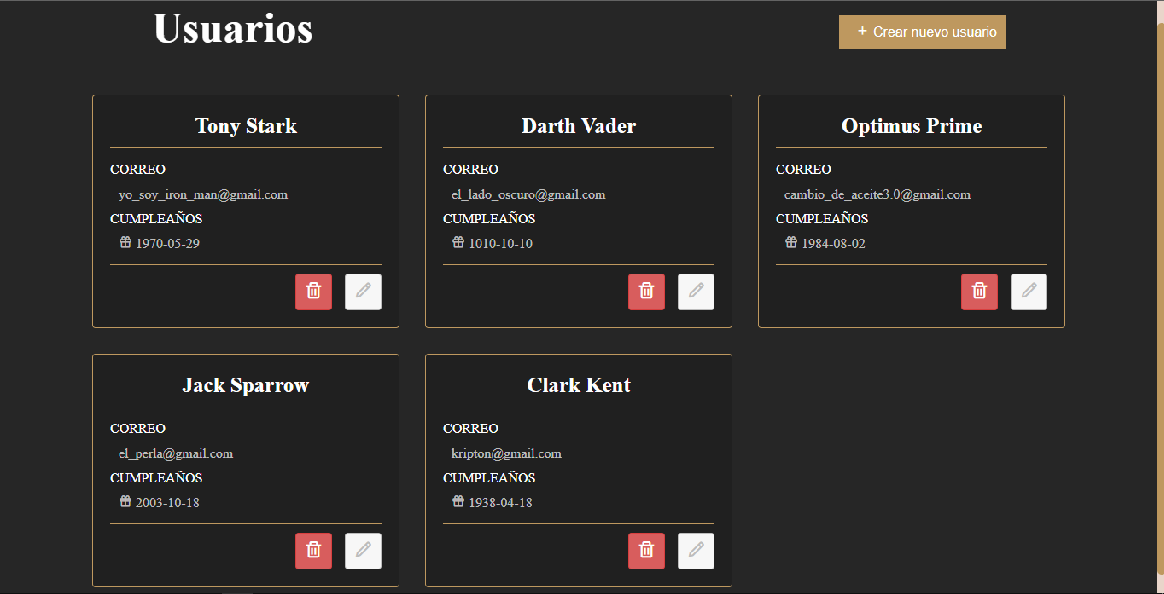 Usuarios
+ Crear nuevo usuario
Tony Stark
CORREO
yo_soy_iron_man@gmail.com
CUMPLEAÑOS
1970-05-29
Darth Vader
CORREO
el_lado_oscuro@gmail.com
CUMPLEAÑOS
1010-10-10
Optimus Prime
CORREO
cambio_de_aceite3.0@gmail.com
CUMPLEAÑOS
1984-08-02
Jack Sparrow
CORREO
el_perla@gmail.com
CUMPLEAÑOS
2003-10-18
Clark Kent
CORREO
kripton@gmail.com
CUMPLEAÑOS
1938-04-18